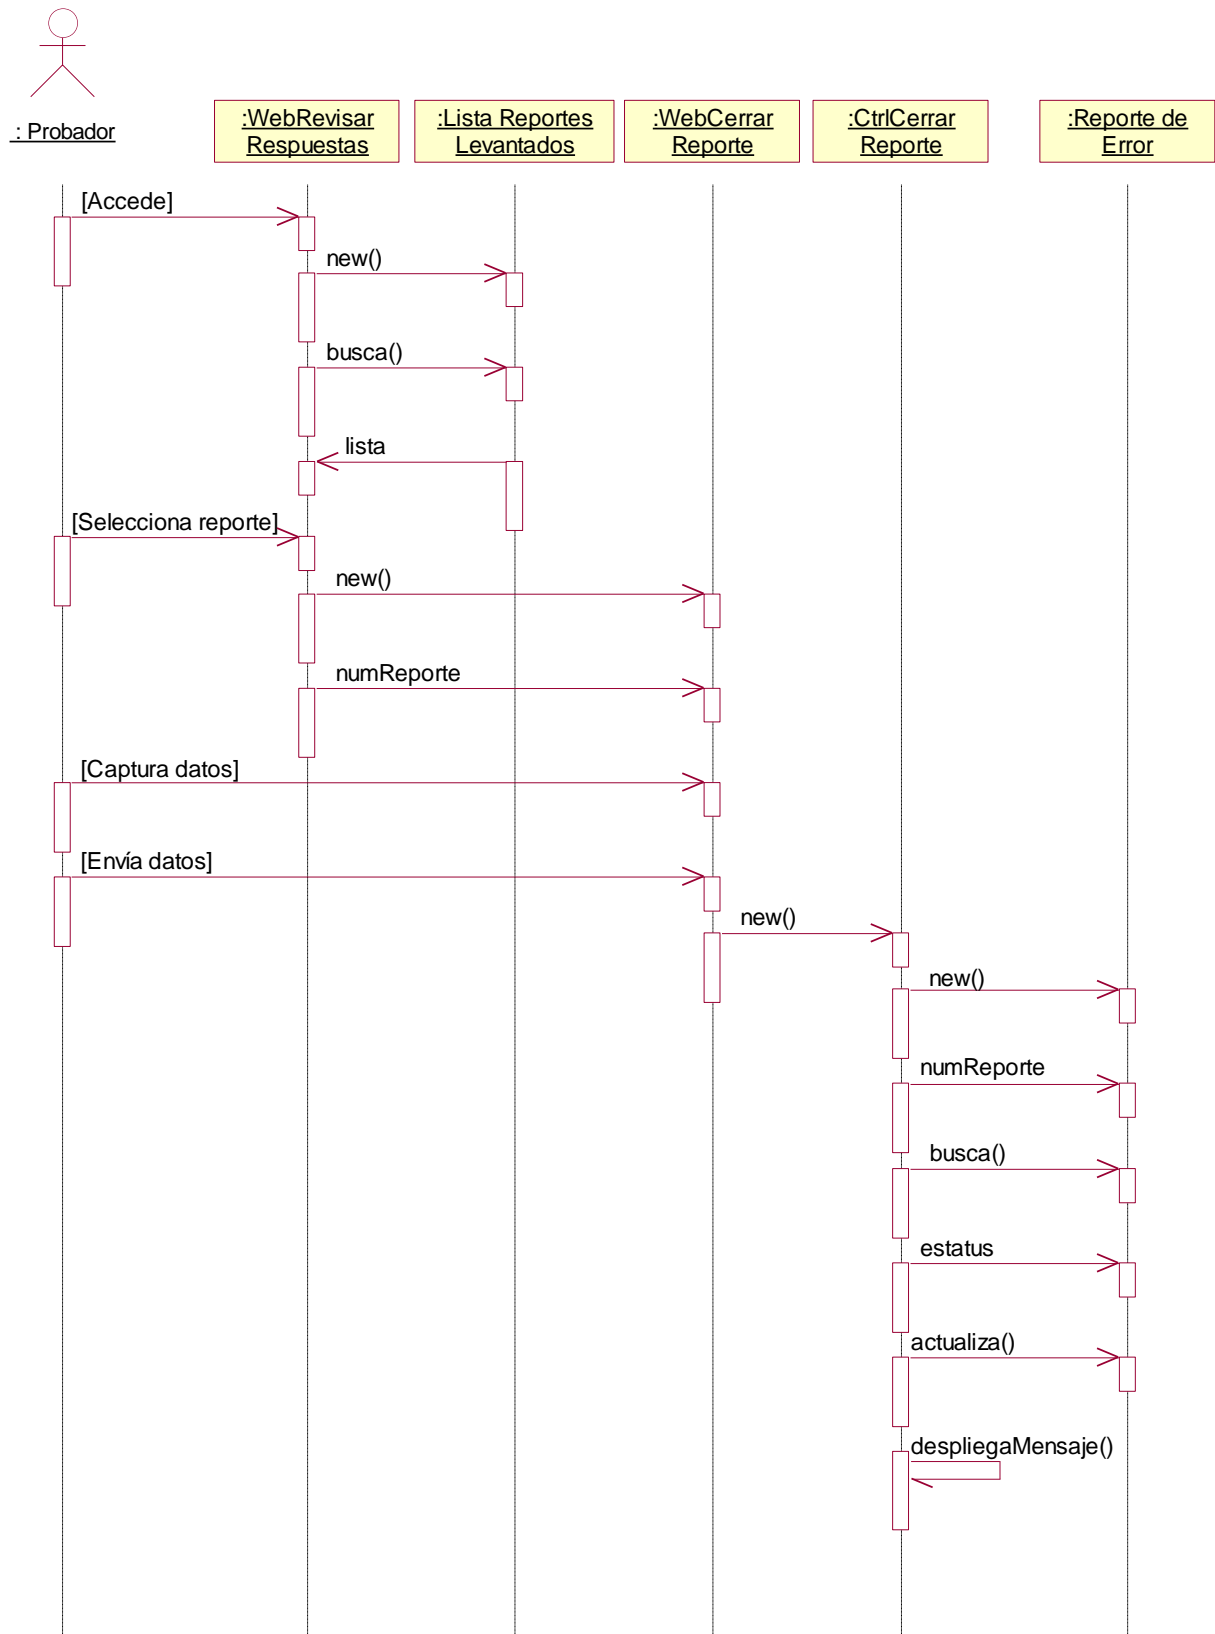 : Probador
:WebRevisar
Respuestas
:Lista Reportes
Levantados
:WebCerrar
Reporte
:CtrlCerrar
Reporte
:Reporte de
Error
[Accede]
new()
busca()
lista
[Selecciona reporte]
new()
numReporte
[Captura datos]
[Envía datos]
new()
new()
numReporte
busca()
estatus
actualiza()
despliegaMensaje()